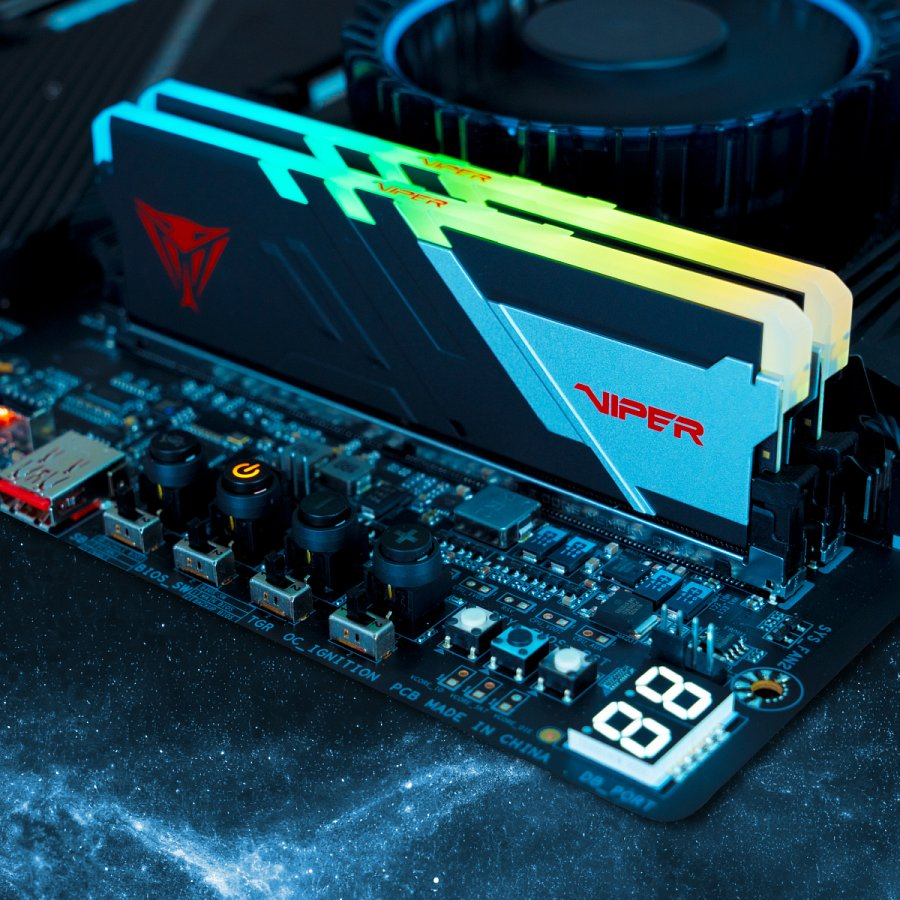 VIPER
VIPER
VIPER
SYS_FAN2
BIOS_SW
TGR
OC_IGNITION
PCB MADE IN CHINA
DB_PORT
88